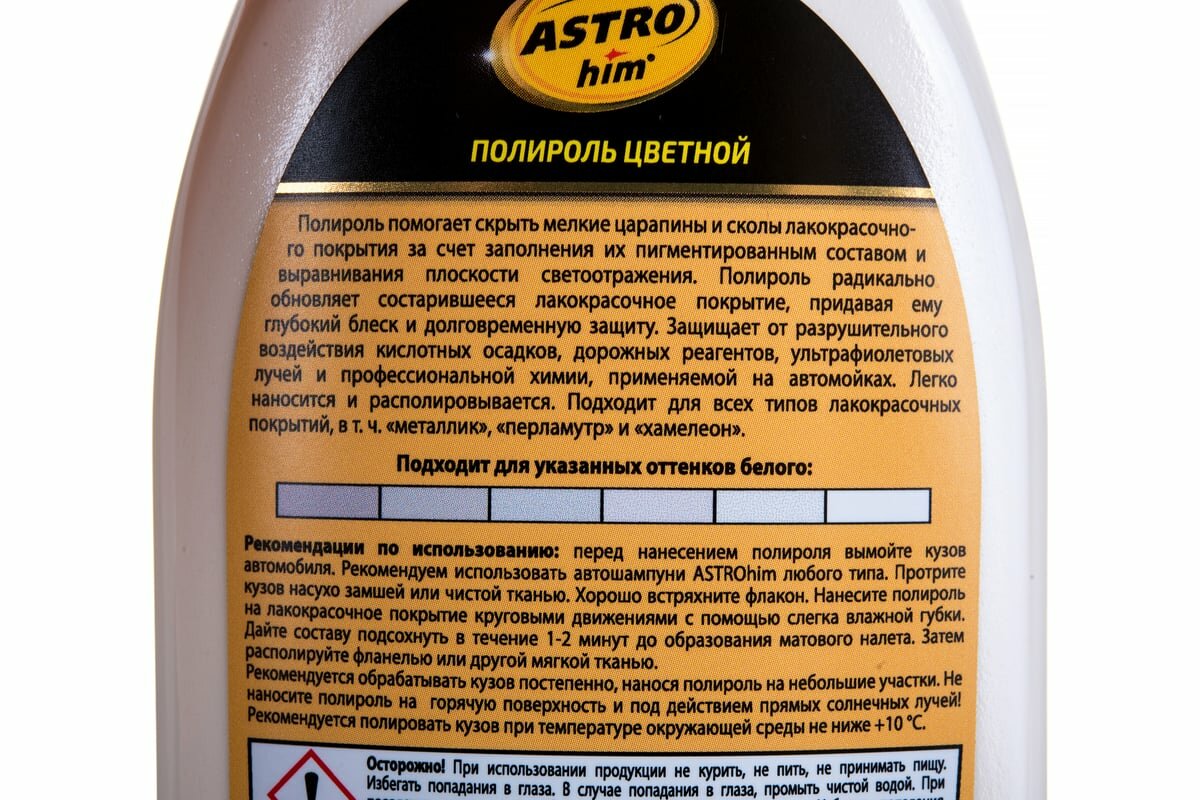 ASTRO
him
ПОЛИРОЛЬ ЦВЕТНОЙ
Полироль помогает скрыть мелкие царапины и сколы лакокрасочно-
го покрытия за счет заполнения их пигментированным составом и
выравнивания плоскости светоотражения. Полироль радикально
обновляет состарившееся лакокрасочное покрытие, придавая ему
глубокий блеск и долговременную защиту. Защищает от разрушительного
воздействия кислотных осадков, дорожных реагентов, ультрафиолетовых
лучей и профессиональной химии, применяемой на автомойках. Легко
наносится и располировывается. Подходит для всех типов лакокрасочных
покрытий, в т. ч. «металлик», «перламутр» и «хамелеон».
Подходит для указанных оттенков белого:
Рекомендации по использованию: перед нанесением полироля вымойте кузов
автомобиля. Рекомендуем использовать автошампуни ASTROhim любого типа. Протрите
кузов насухо замшей или чистой тканью. Хорошо встряхните флакон. Нанесите полироль
на лакокрасочное покрытие круговыми движениями с помощью слегка влажной губки.
Дайте составу подсохнуть в течение 1-2 минут до образования матового налета. Затем
располируйте фланелью или другой мягкой тканью.
Рекомендуется обрабатывать кузов постепенно, нанося полироль на небольшие участки. Не
наносите полироль на горячую поверхность и под действием прямых солнечных лучей!
Рекомендуется полировать кузов при температуре окружающей среды не ниже +10 °C.
Осторожно! При использовании продукции не курить, не пить, не принимать пищу.
Избегать попадания в глаза. В случае попадания в глаза, промыть чистой водой. При